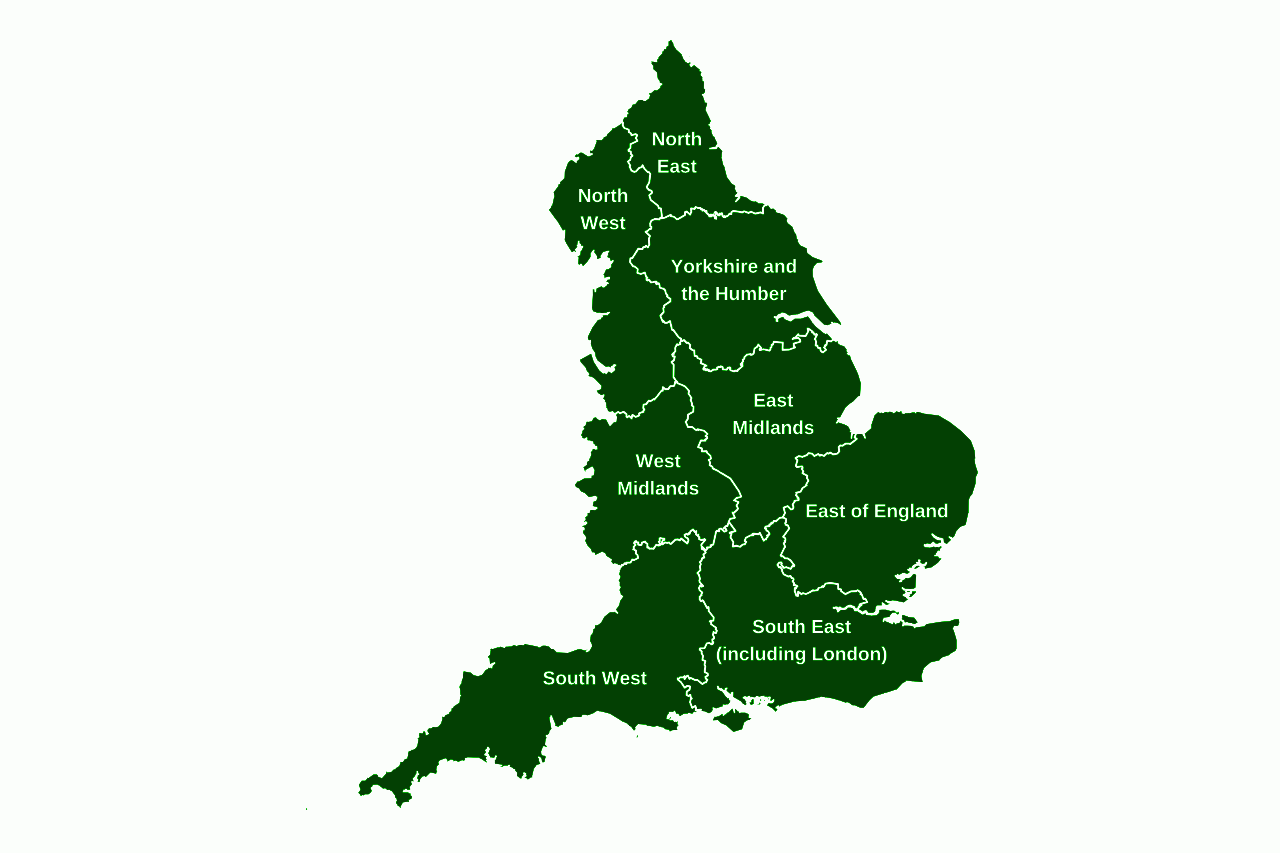 North
East
North
West
Yorkshire and
the Humber
East
Midlands
West
Midlands
East of England
South East
(including London)
South West